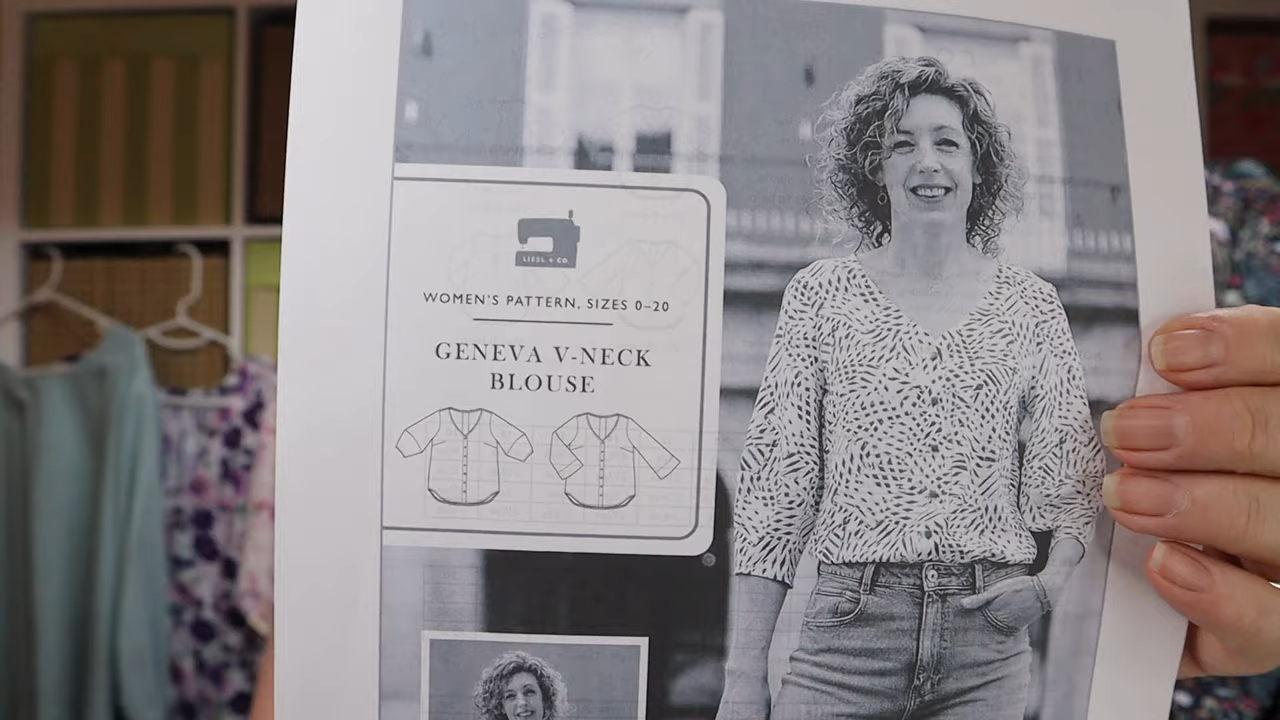 LIESL + CO.
WOMEN'S PATTERN, SIZES 0–20
GENEVA V-NECK
BLOUSE